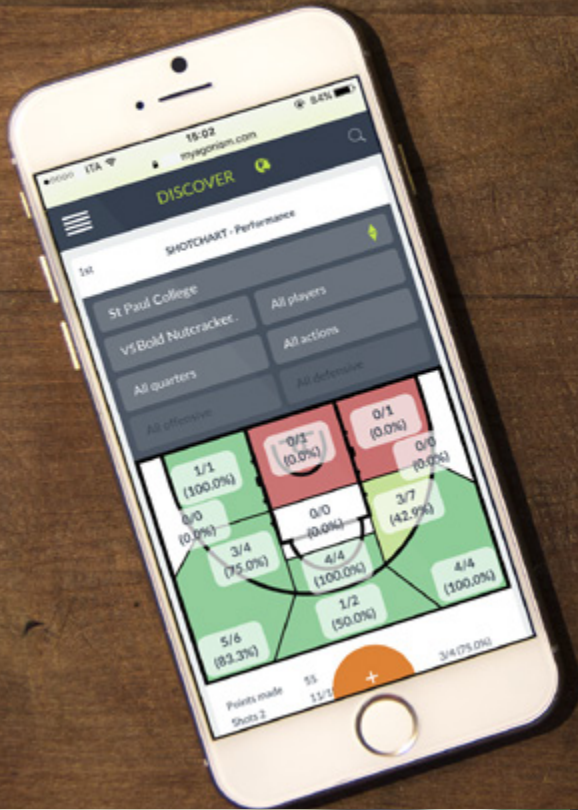 ITA 15:02 84%
myagonism.com
DISCOVER
1st SHOTCHART - Performance
St Paul College
VS Bold Nutcracker.. All players
All quarters All actions
All offensive All defensive
1/1 0/1 0/1
(100.0%) (0.0%) (0.0%)
0/0 0/0
(0.0%) (0.0%)
0/0 3/7
(0.0%) (42.9%)
3/4 4/4 4/4
(75.0%) (100.0%) (100.0%)
5/6 1/2
(83.3%) (50.0%)
Points made 55 3/4 (75.0%)
Shots 2
+